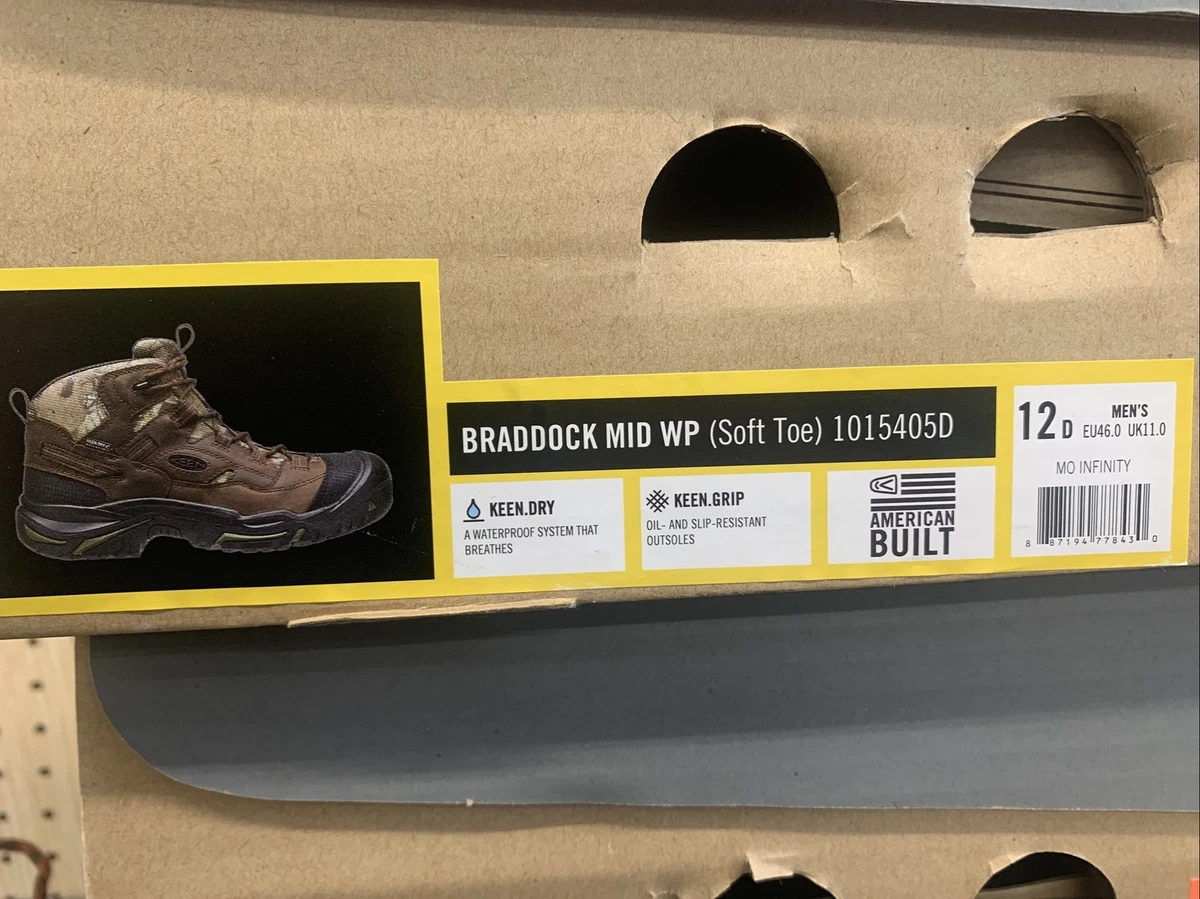 BRADDOCK MID WP (Soft Toe) 1015405D
KEEN.DRY
A WATERPROOF SYSTEM THAT
BREATHES
KEEN.GRIP
OIL- AND SLIP-RESISTANT
OUTSOLES
AMERICAN
BUILT
12 D MEN'S
EU46.0 UK11.0
MO INFINITY
8 87194 77843 0
KEEN